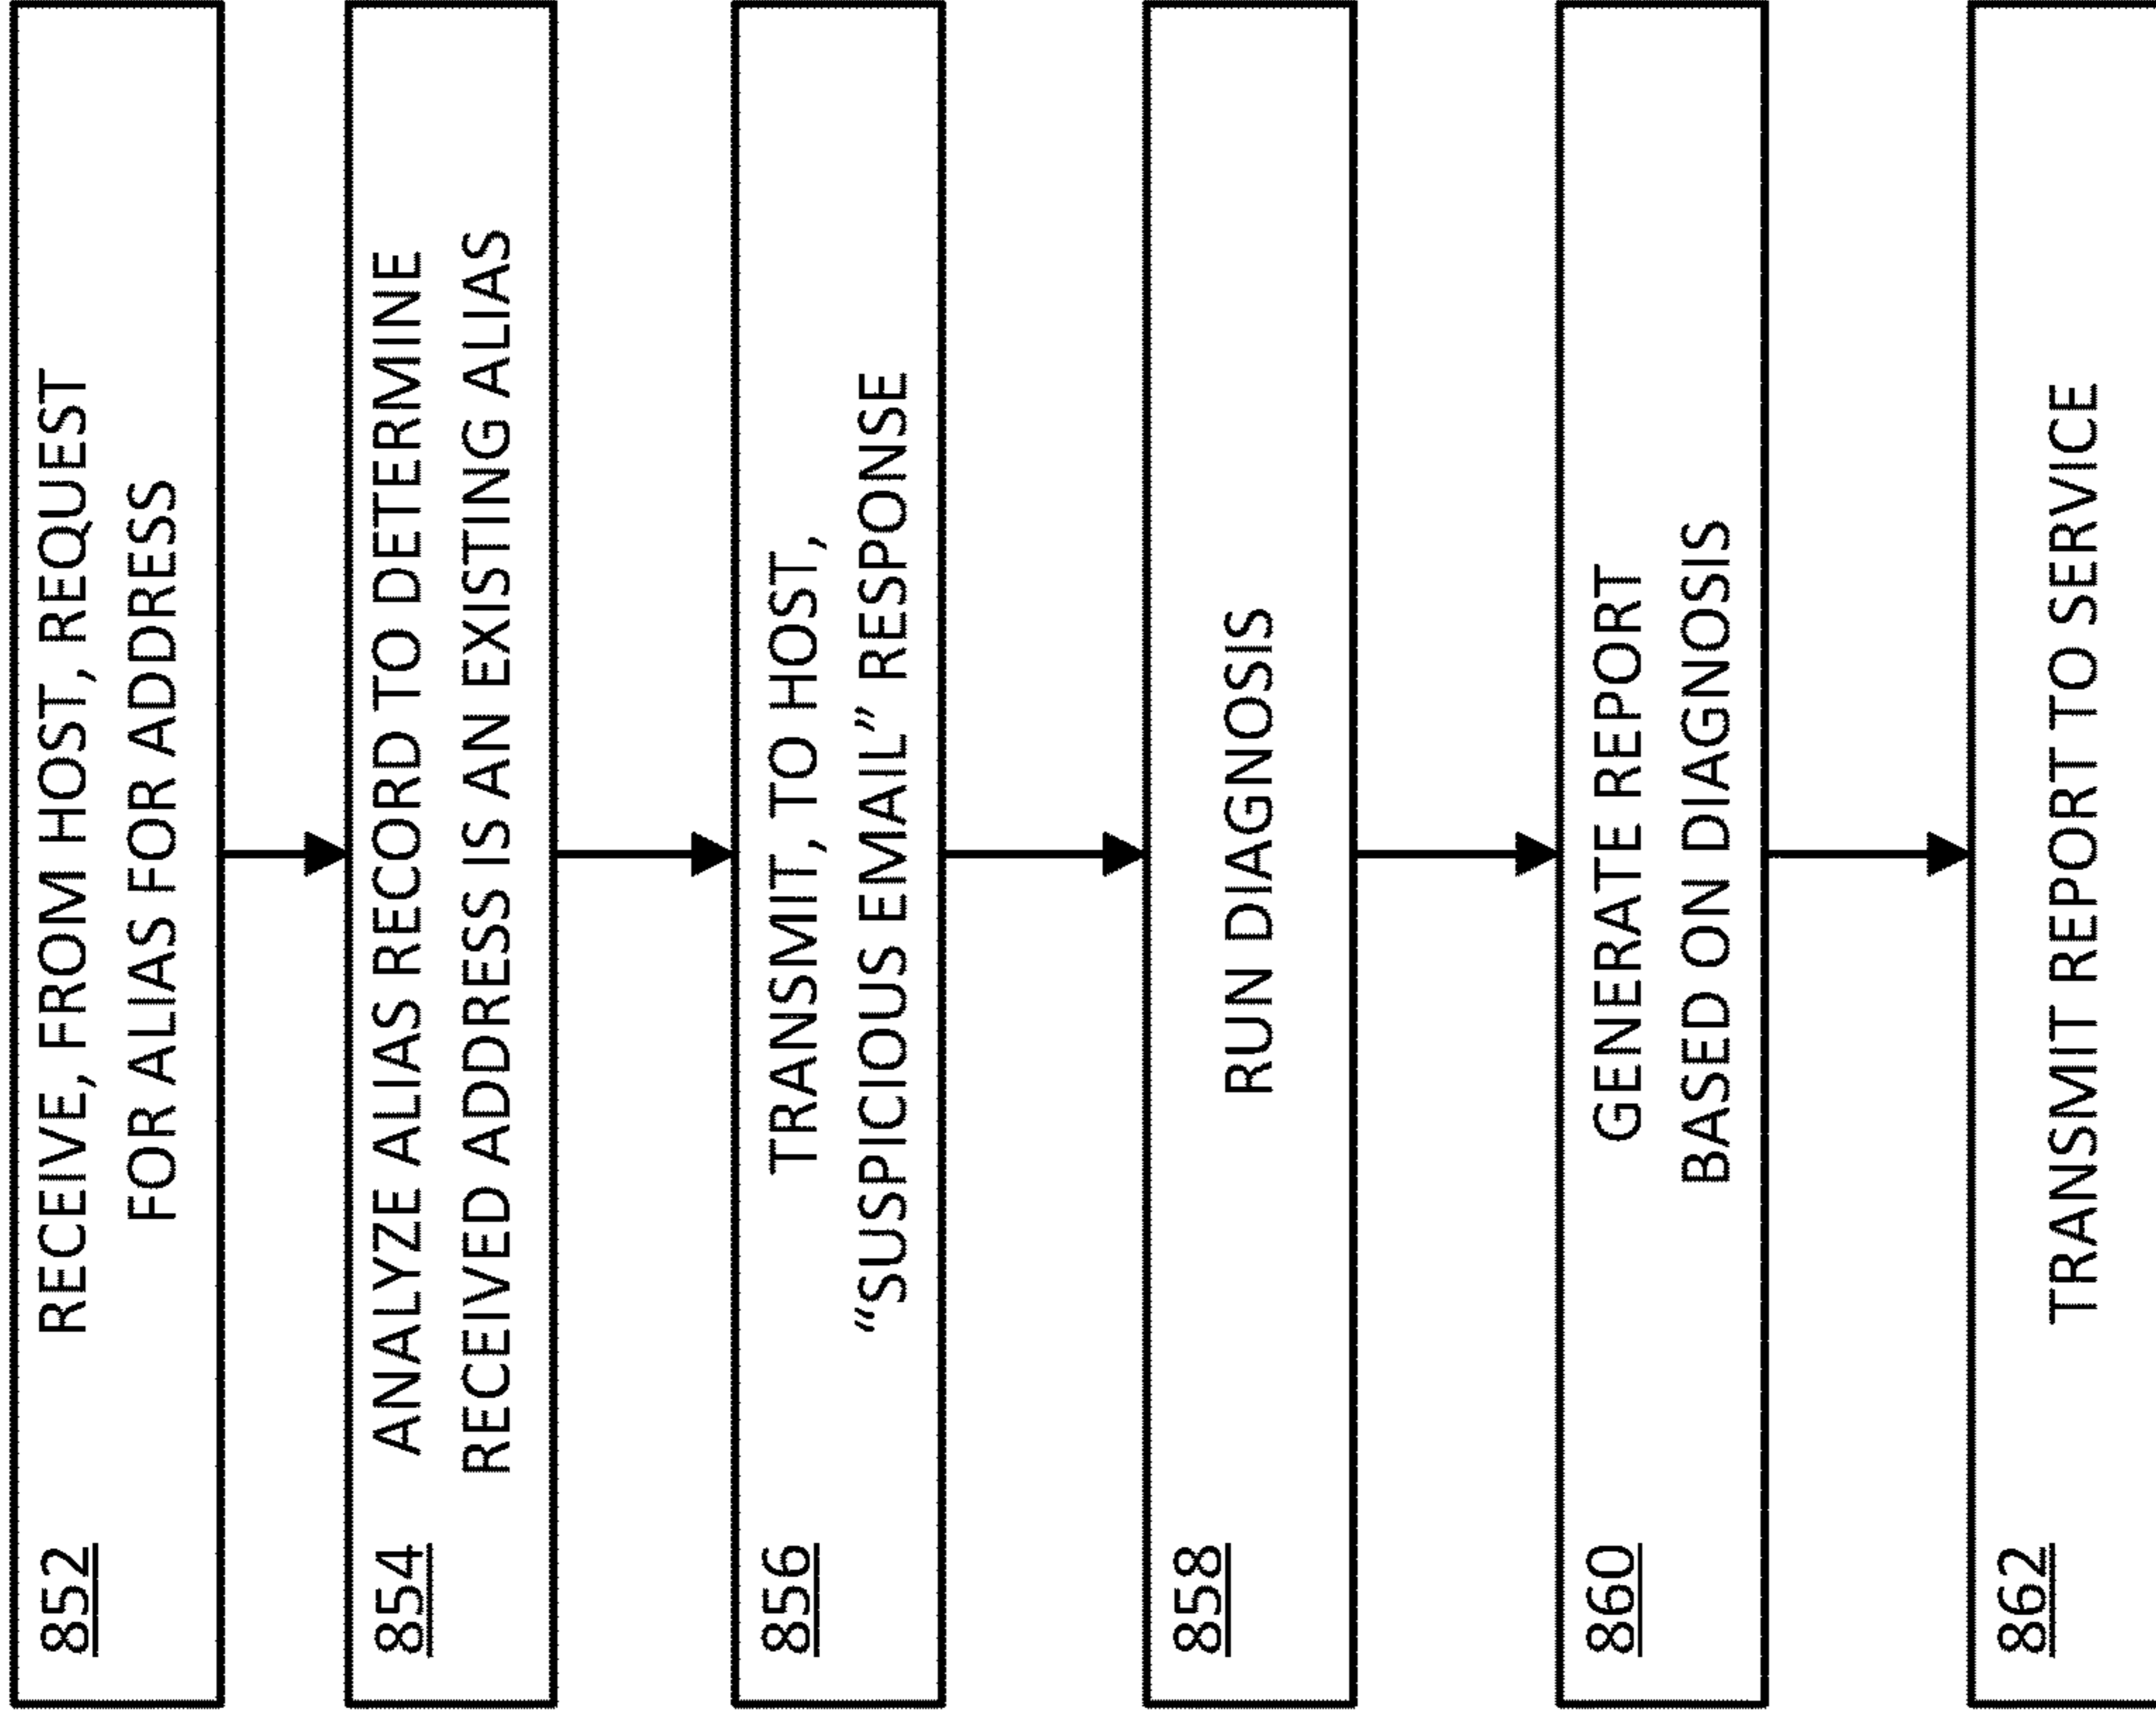 852 RECEIVE, FROM HOST, REQUEST
FOR ALIAS FOR ADDRESS
854 ANALYZE ALIAS RECORD TO DETERMINE
RECEIVED ADDRESS IS AN EXISTING ALIAS
856 TRANSMIT, TO HOST,
“SUSPICIOUS EMAIL” RESPONSE
858
RUN DIAGNOSIS
860 GENERATE REPORT
BASED ON DIAGNOSIS
862
TRANSMIT REPORT TO SERVICE